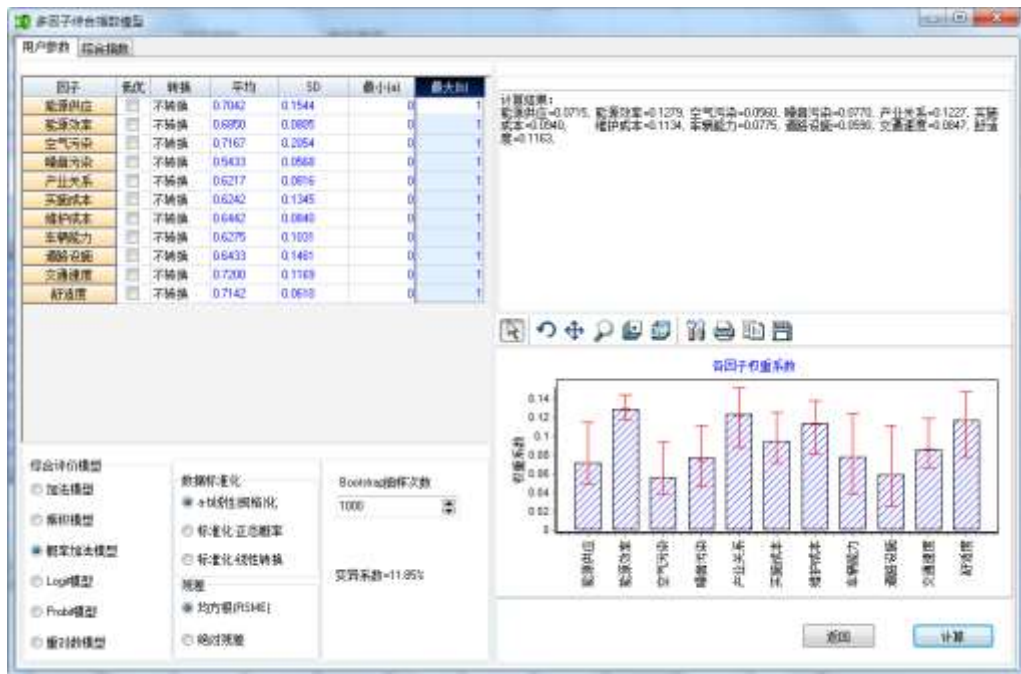 多因子综合指数模型
用户参数 综合指数
因子 低优 转换 平均 SD 最小(a) 最大(b)
能源供应 不转换 0.7042 0.1544 0 1
能源效率 不转换 0.6850 0.0885 0 1
空气污染 不转换 0.7167 0.2054 0 1
噪音污染 不转换 0.5433 0.0568 0 1
产业关系 不转换 0.6217 0.0616 0 1
实施成本 不转换 0.6242 0.1345 0 1
维护成本 不转换 0.6442 0.0840 0 1
车辆能力 不转换 0.6275 0.1031 0 1
道路设施 不转换 0.6433 0.1461 0 1
交通速度 不转换 0.7200 0.1169 0 1
舒适度 不转换 0.7142 0.0618 0 1
计算结果:
能源供应=0.0715, 能源效率=0.1279, 空气污染=0.0560, 噪音污染=0.0770, 产业关系=0.1227, 实施
成本=0.0940, 维护成本=0.1134, 车辆能力=0.0775, 道路设施=0.0596, 交通速度=0.0847, 舒适
度=0.1163,
各因子权重系数
权重系数
0.14
0.12
0.1
0.08
0.06
0.04
0.02
0
能源供应 能源效率 空气污染 噪音污染 产业关系 实施成本 维护成本 车辆能力 道路设施 交通速度 舒适度
综合评价模型
加法模型
乘积模型
概率加法模型
Logit模型
Probit模型
重对数模型
数据标准化
a-b线性规格化
标准化-正态概率
标准化-线性转换
残差
均方根(RSME)
绝对残差
Bootstrap抽样次数
1000
变异系数=11.85%
返回 计算